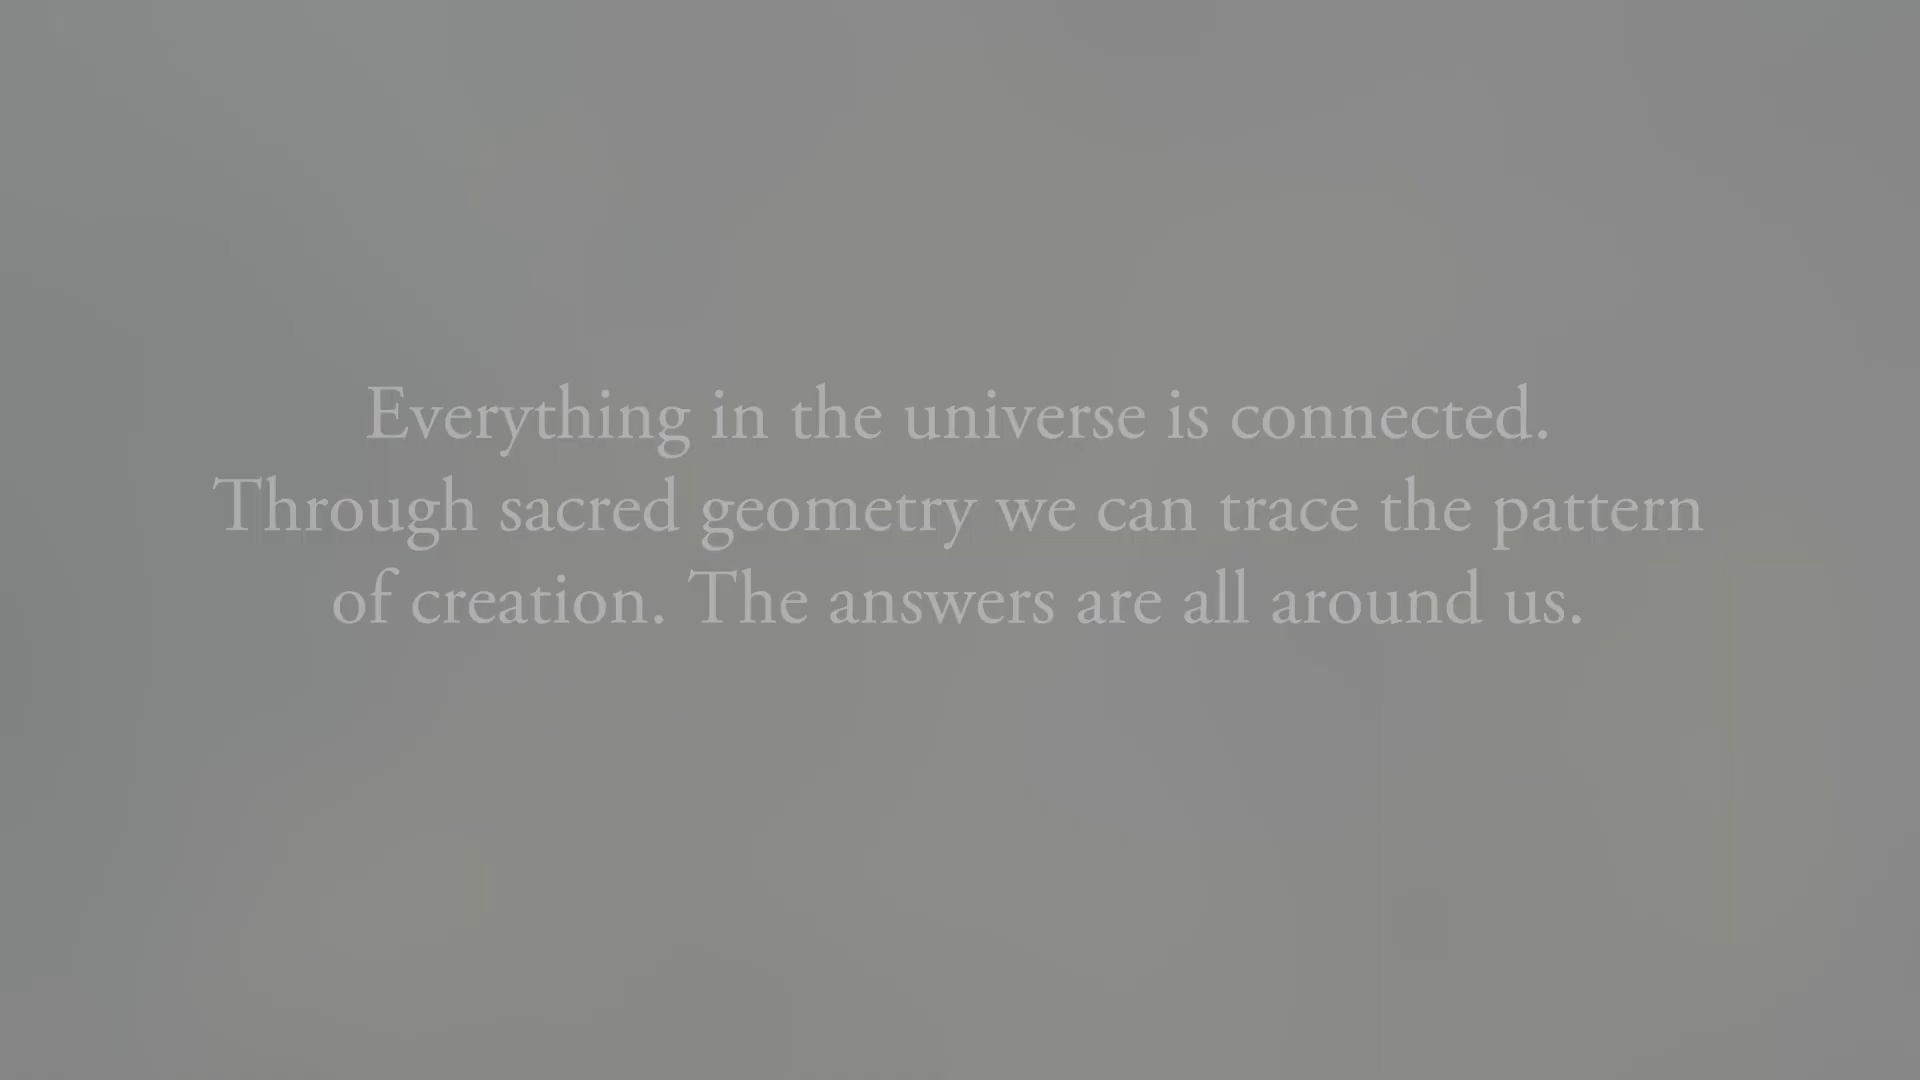 Everything in the universe is connected.
Through sacred geometry we can trace the pattern
of creation. The answers are all around us.